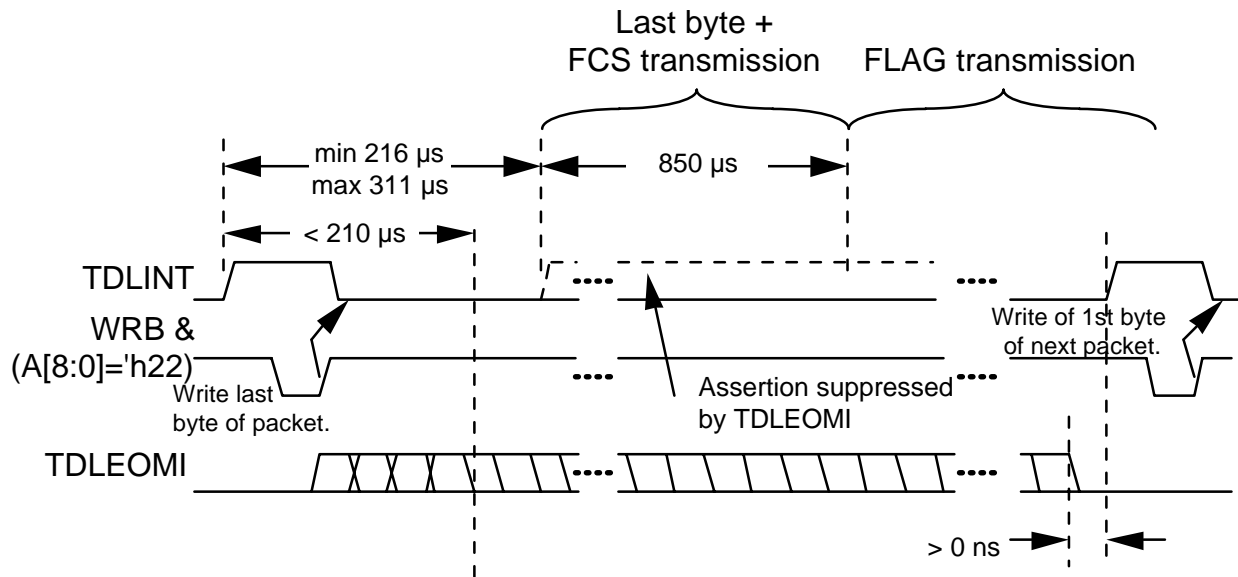 Last byte +
FCS transmission
FLAG transmission
min 216 µs
max 311 µs
850 µs
< 210 µs
TDLINT
WRB &
(A[8:0]='h22)
Write last
byte of packet.
Assertion suppressed
by TDLEOMI
Write of 1st byte
of next packet.
TDLEOMI
> 0 ns